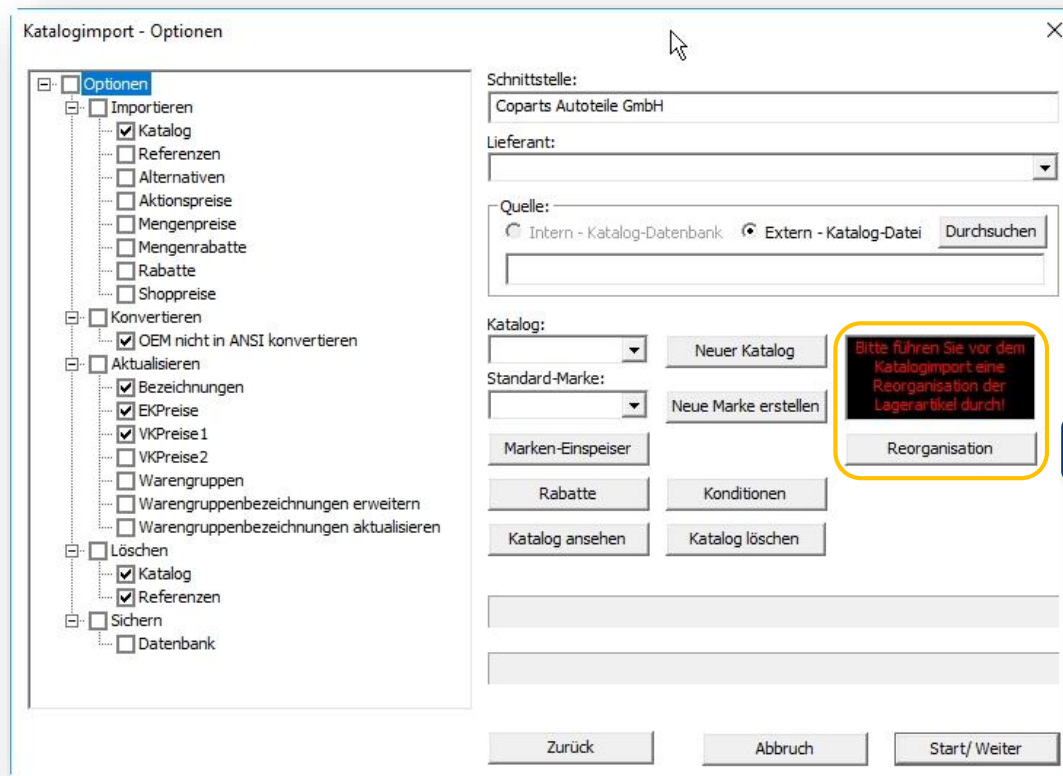 Katalogimport - Optionen
Optionen
Importieren
Katalog
Referenzen
Alternativen
Aktionspreise
Mengenpreise
Mengenrabatte
Rabatte
Shoppreise
Konvertieren
OEM nicht in ANSI konvertieren
Aktualisieren
Bezeichnungen
EKPreise
VKPreise1
VKPreise2
Warengruppen
Warengruppenbezeichnungen erweitern
Warengruppenbezeichnungen aktualisieren
Löschen
Katalog
Referenzen
Sichern
Datenbank
Schnittstelle:
Coparts Autoteile GmbH
Lieferant:
Quelle:
Intern - Katalog-Datenbank Extern - Katalog-Datei Durchsuchen
Katalog:
Neuer Katalog
Standard-Marke:
Neue Marke erstellen
Bitte führen Sie vor dem
Katalogimport eine
Reorganisation der
Lagerartikel durch!
Marken-Einspeiser
Reorganisation
Rabatte Konditionen
Katalog ansehen Katalog löschen
Zurück Abbruch Start/ Weiter